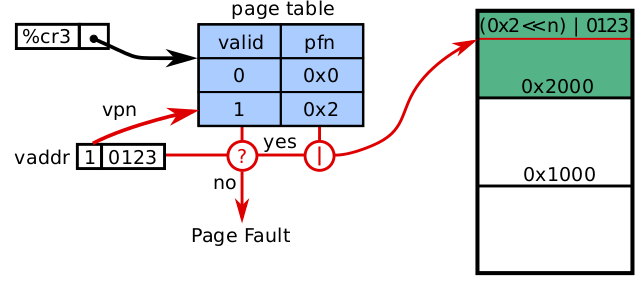 page table
%cr3
valid pfn
0 0x0
1 0x2
vpn
vaddr 1 0123
? yes |
no
Page Fault
(0x2<<n) | 0123
0x2000
0x1000